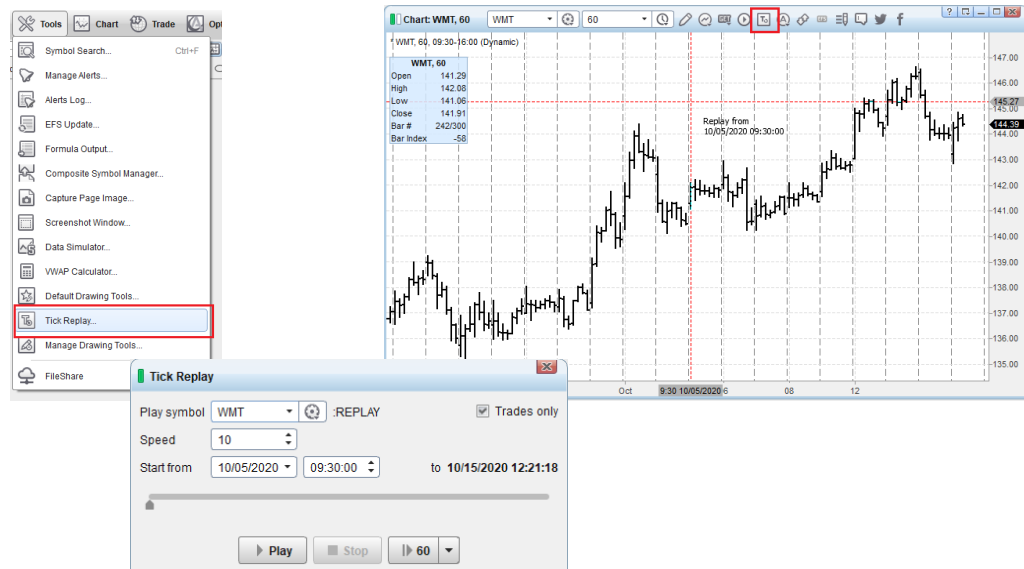 Tools
Chart
Trade
Op
Symbol Search... Ctrl+F
Manage Alerts...
Alerts Log...
EFS Update...
Formula Output...
Composite Symbol Manager...
Capture Page Image...
Screenshot Window...
Data Simulator...
VWAP Calculator...
Default Drawing Tools...
Tick Replay...
Manage Drawing Tools...
FileShare
Chart: WMT, 60
WMT
60
* WMT, 60, 09:30-16:00 (Dynamic)
WMT, 60
Open 141.29
High 142.08
Low 141.06
Close 141.91
Bar # 242/300
Bar Index -58
Replay from
10/05/2020 09:30:00
147.00
146.00
145.27
145.00
144.39
144.00
143.00
142.00
141.00
140.00
139.00
138.00
137.00
136.00
135.00
Oct
9:30 10/05/2020
6
08
12
Tick Replay
Play symbol WMT :REPLAY Trades only
Speed 10
Start from 10/05/2020 09:30:00 to 10/15/2020 12:21:18
Play
Stop
60